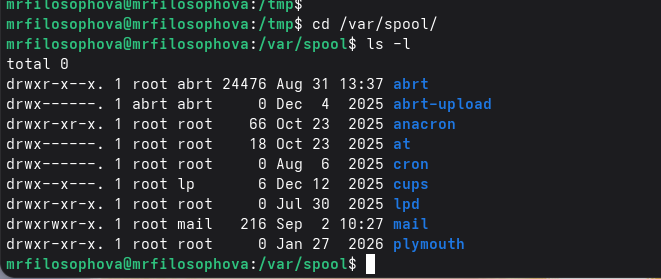 mrfilosophova@mrfilosophova:/tmp$
mrfilosophova@mrfilosophova:/tmp$ cd /var/spool/
mrfilosophova@mrfilosophova:/var/spool$ ls -l
total 0
drwxr-x--x. 1 root abrt 24476 Aug 31 13:37 abrt
drwx------. 1 abrt abrt     0 Dec  4  2025 abrt-upload
drwxr-xr-x. 1 root root    66 Oct 23  2025 anacron
drwx------. 1 root root    18 Oct 23  2025 at
drwx------. 1 root root     0 Aug  6  2025 cron
drwx--x---. 1 root lp       6 Dec 12  2025 cups
drwxr-xr-x. 1 root root     0 Jul 30  2025 lpd
drwxrwxr-x. 1 root mail   216 Sep  2 10:27 mail
drwxr-xr-x. 1 root root     0 Jan 27  2026 plymouth
mrfilosophova@mrfilosophova:/var/spool$